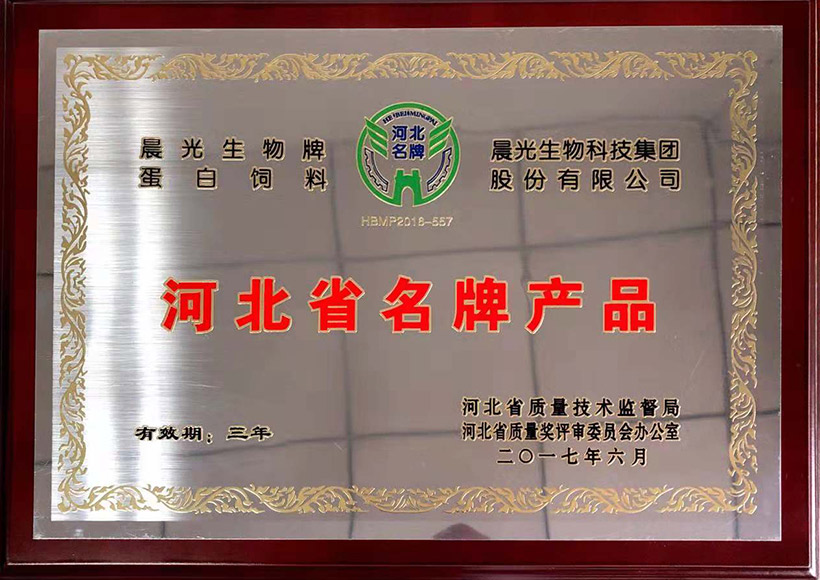 晨光生物牌
蛋白饲料
HEBEIMINGPAI
河北
名牌
HBMP2016-557
晨光生物科技集团
股份有限公司
河北省名牌产品
有效期：三年
河北省质量技术监督局
河北省质量奖评审委员会办公室
二〇一七年六月